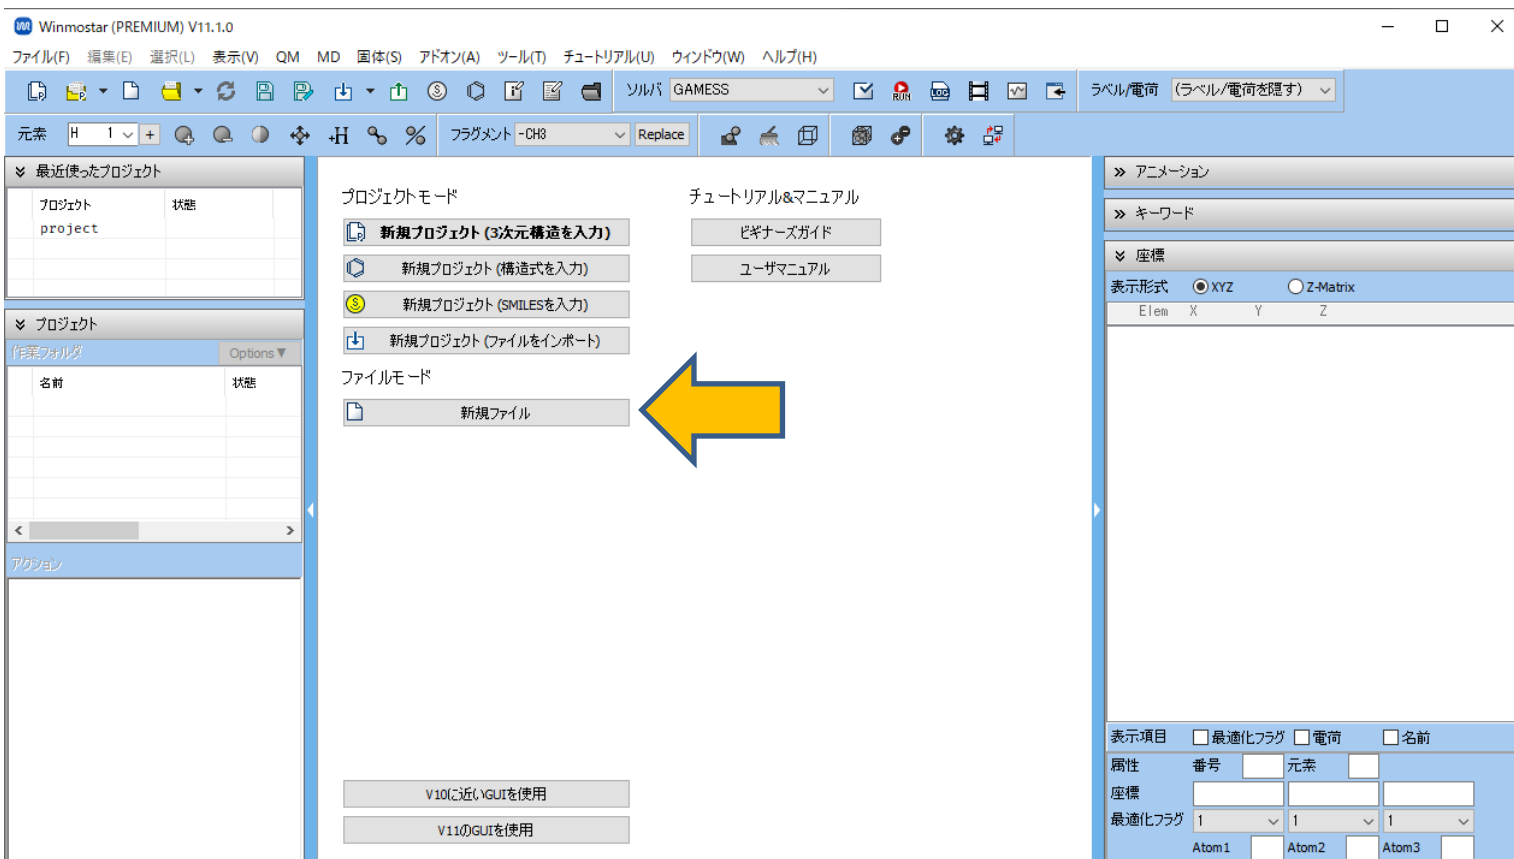 Winmostar (PREMIUM) V11.1.0
ファイル(F) 編集(E) 選択(L) 表示(V) QM MD 固体(S) アドオン(A) ツール(T) チュートリアル(U) ウィンドウ(W) ヘルプ(H)
ソルバ GAMESS ラベル/電荷 (ラベル/電荷を隠す)
元素 H 1 + +H フラグメント -CH3 Replace
最近使ったプロジェクト
プロジェクト 状態
project
プロジェクト
作業フォルダ Options▼
名前 状態
アクション
プロジェクトモード
新規プロジェクト (3次元構造を入力)
新規プロジェクト (構造式を入力)
新規プロジェクト (SMILESを入力)
新規プロジェクト (ファイルをインポート)
ファイルモード
新規ファイル
チュートリアル&マニュアル
ビギナーズガイド
ユーザマニュアル
V10に近いGUIを使用
V11のGUIを使用
アニメーション
キーワード
座標
表示形式 XYZ Z-Matrix
Elem X Y Z
表示項目 最適化フラグ 電荷 名前
属性 番号 元素
座標
最適化フラグ 1 1 1
Atom1 Atom2 Atom3